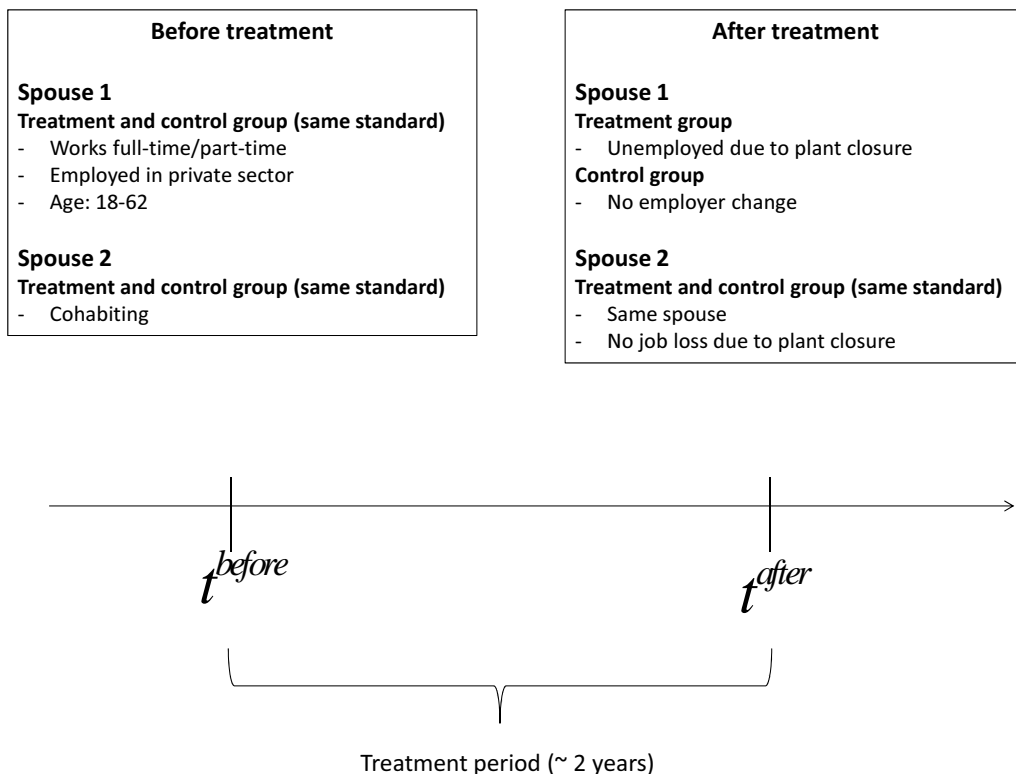 Before treatment
Spouse 1
Treatment and control group (same standard)
- Works full-time/part-time
- Employed in private sector
- Age: 18-62
Spouse 2
Treatment and control group (same standard)
- Cohabiting
After treatment
Spouse 1
Treatment group
- Unemployed due to plant closure
Control group
- No employer change
Spouse 2
Treatment and control group (same standard)
- Same spouse
- No job loss due to plant closure
t^before
t^after
Treatment period (~ 2 years)